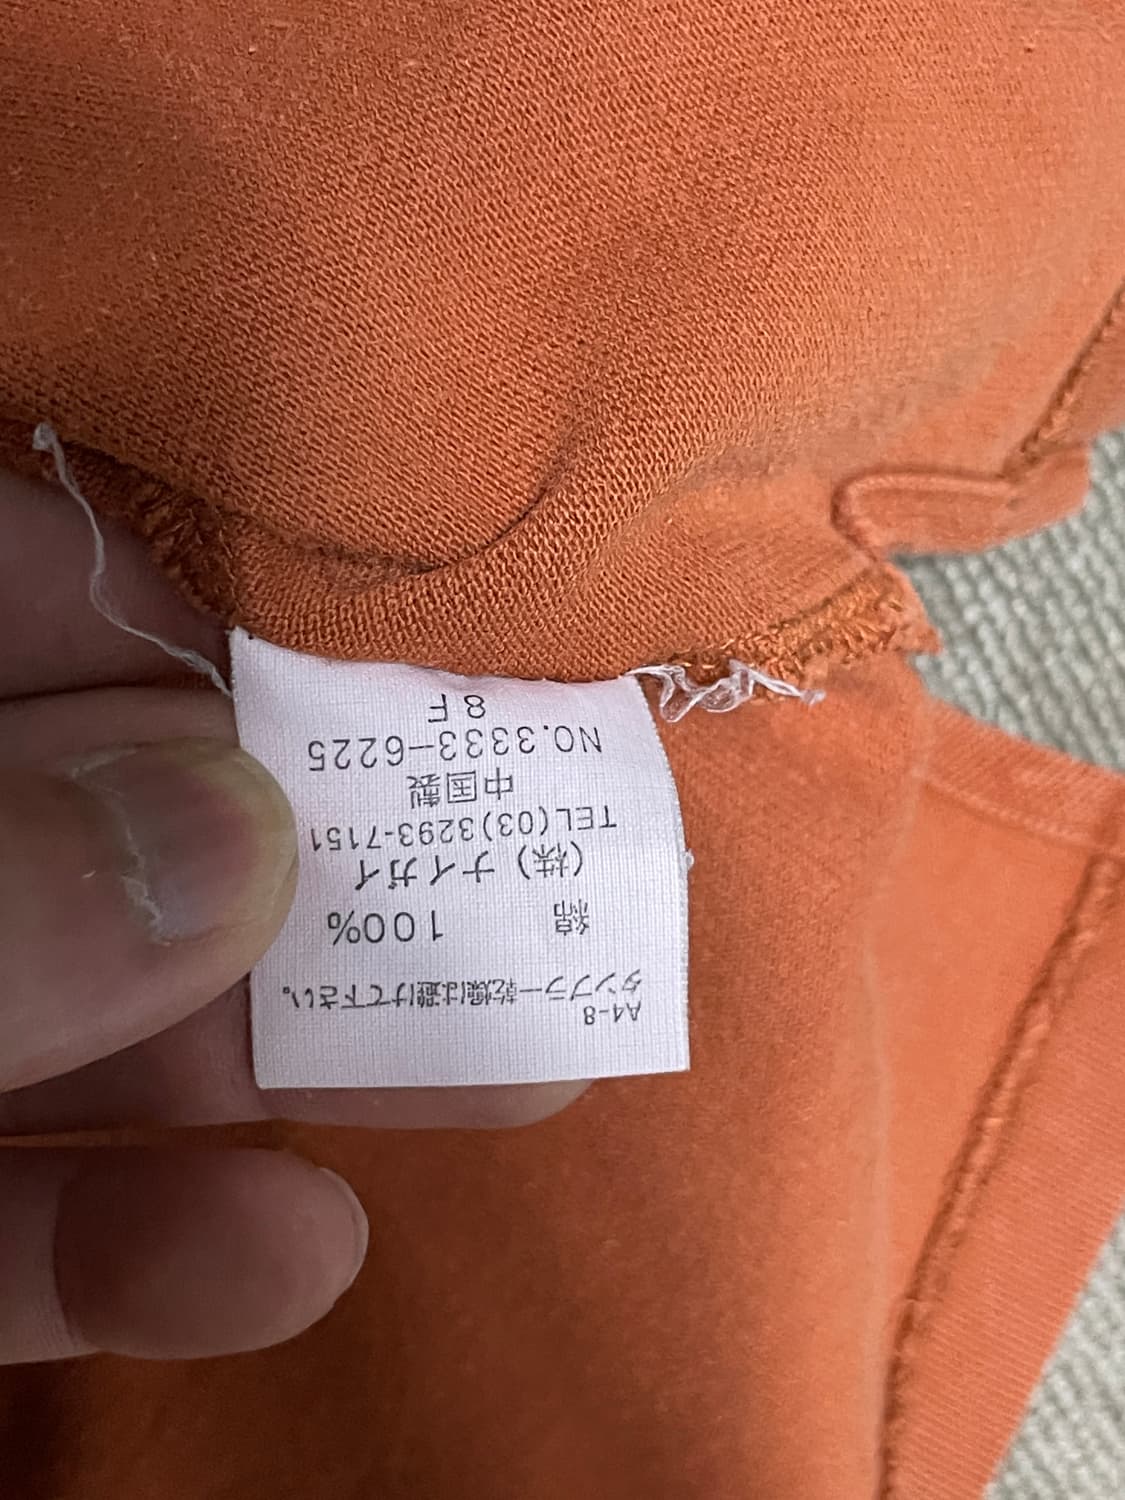 A4-8
タンブラー乾燥は避けて下さい。
綿 100%
(株)ナイガイ
TEL(03)3293-7151
中国製
NO.3333-6225
8F